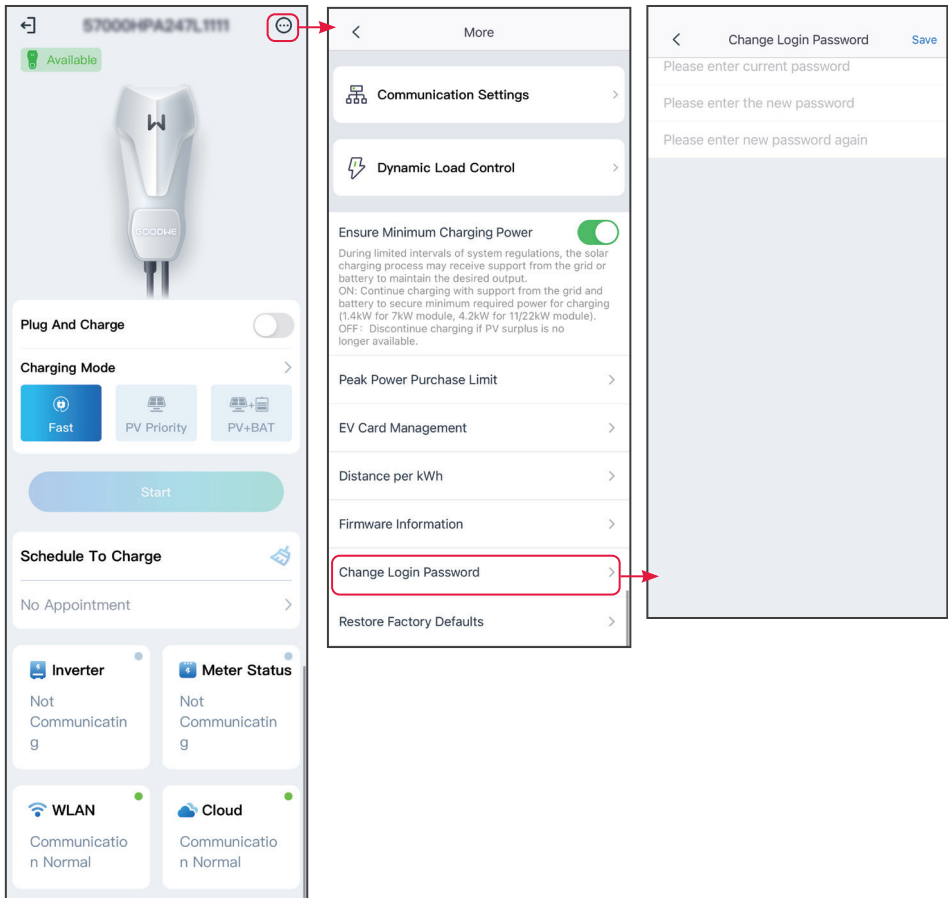 57000HPA247L1111
Available
GOODWE
Plug And Charge
Charging Mode
Fast
PV Priority
PV+BAT
Start
Schedule To Charge
No Appointment
Inverter
Not
Communicatin
g
Meter Status
Not
Communicatin
g
WLAN
Communicatio
n Normal
Cloud
Communicatio
n Normal
More
Communication Settings
Dynamic Load Control
Ensure Minimum Charging Power
During limited intervals of system regulations, the solar
charging process may receive support from the grid or
battery to maintain the desired output.
ON: Continue charging with support from the grid and
battery to secure minimum required power for charging
(1.4kW for 7kW module, 4.2kW for 11/22kW module).
OFF： Discontinue charging if PV surplus is no
longer available.
Peak Power Purchase Limit
EV Card Management
Distance per kWh
Firmware Information
Change Login Password
Restore Factory Defaults
Change Login Password
Save
Please enter current password
Please enter the new password
Please enter new password again